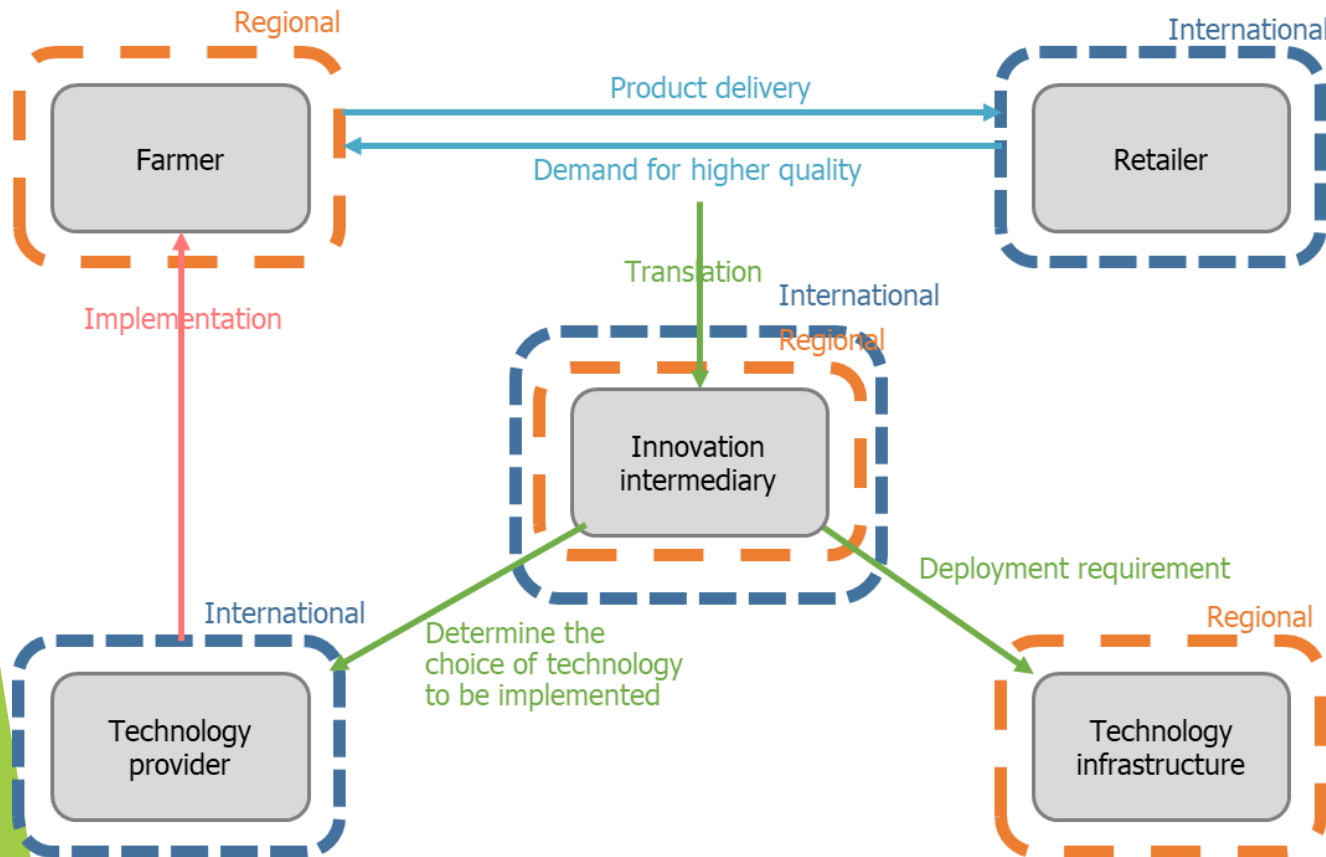 Regional
International
Product delivery
Farmer
Retailer
Demand for higher quality
Translation
International
Implementation
Regional
Innovation
intermediary
Deployment requirement
International
Regional
Determine the
choice of technology
to be implemented
Technology
provider
Technology
infrastructure